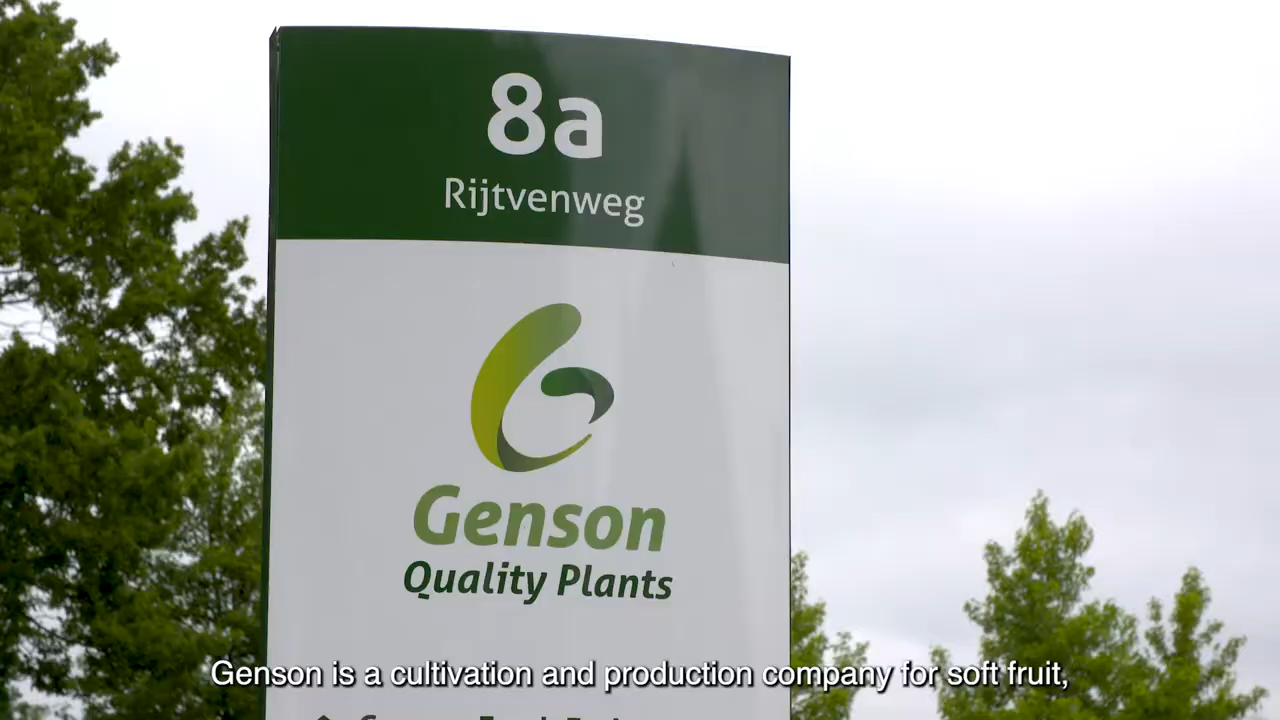 8a
Rijtvenweg
Genson
Quality Plants
Genson is a cultivation and production company for soft fruit,